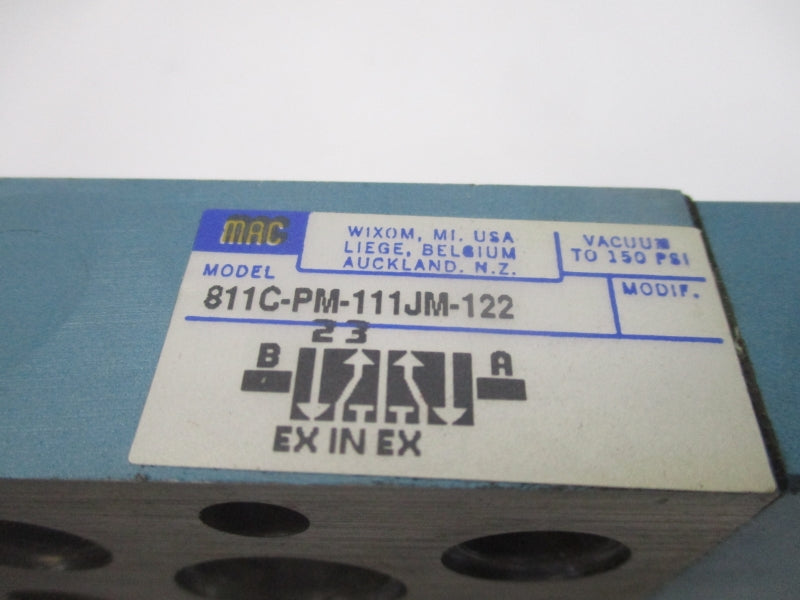 MAC
WIXOM, MI. USA
LIEGE, BELGIUM
AUCKLAND. N.Z.
VACUUM
TO 150 PSI
MODEL
811C-PM-111JM-122
MODIF.
2 3
B
A
EX IN EX